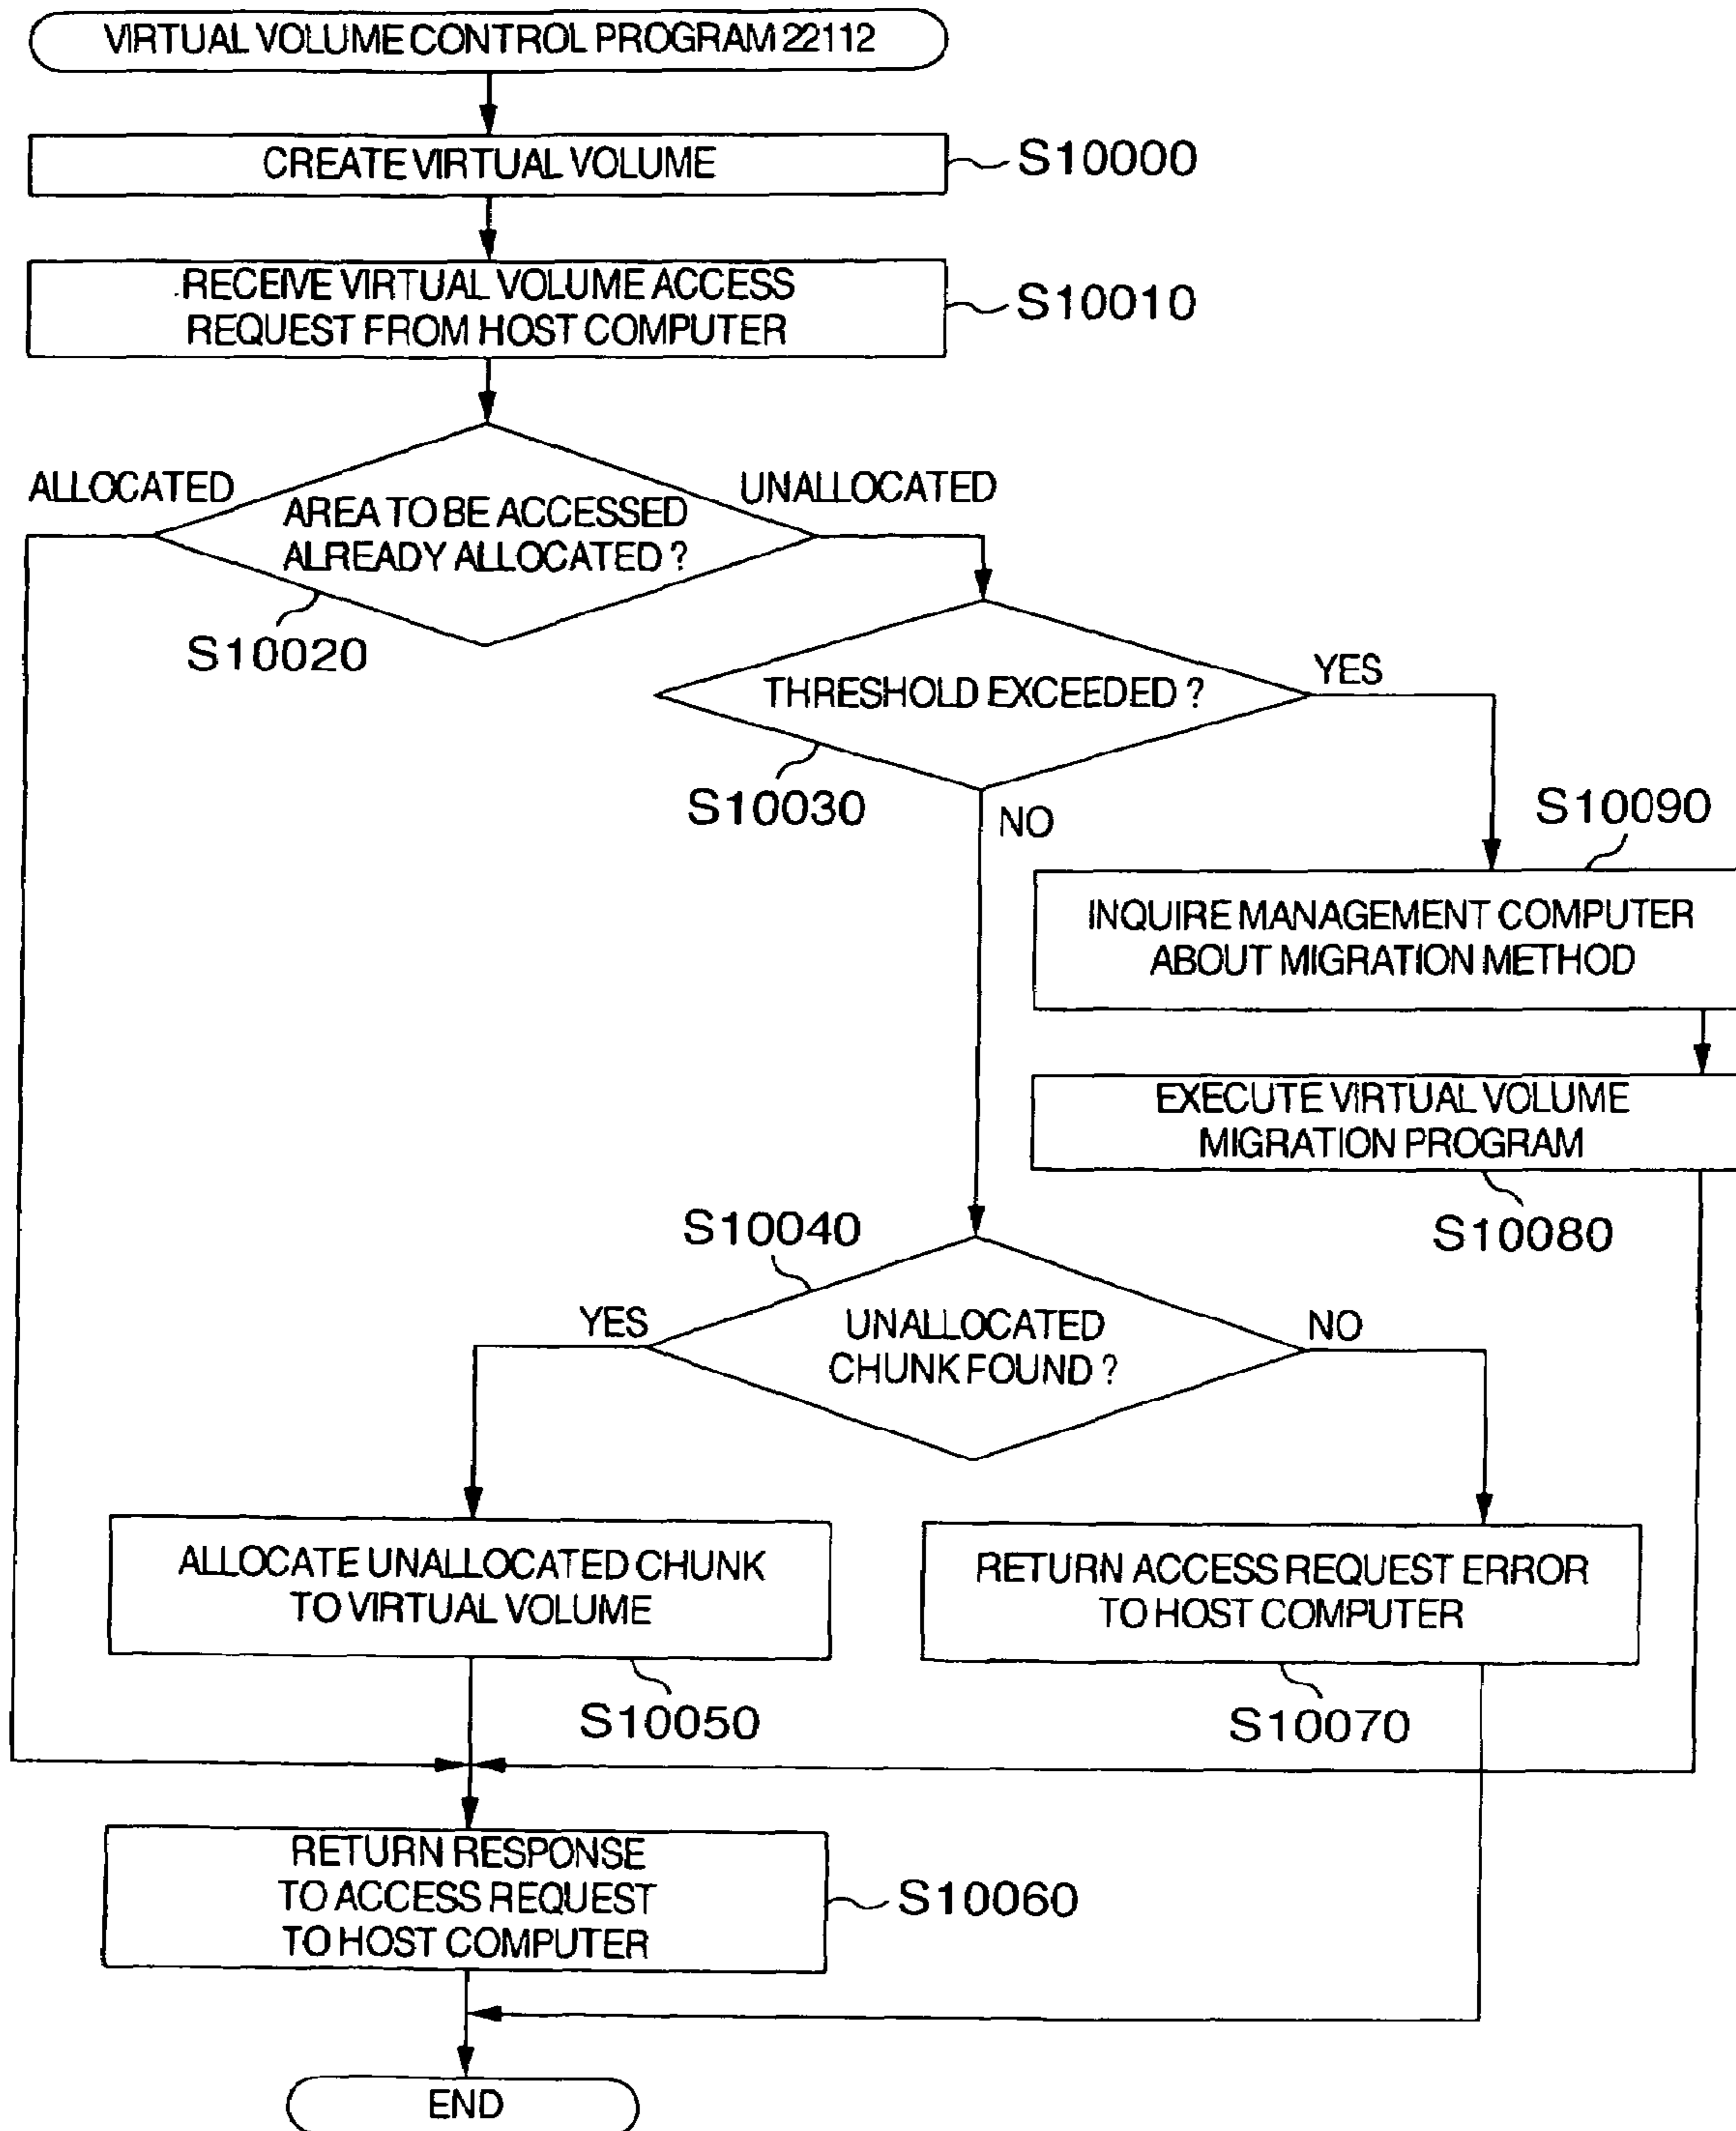 VIRTUAL VOLUME CONTROL PROGRAM 22112
CREATE VIRTUAL VOLUME
S10000
RECEIVE VIRTUAL VOLUME ACCESS
REQUEST FROM HOST COMPUTER
S10010
ALLOCATED
UNALLOCATED
AREA TO BE ACCESSED
ALREADY ALLOCATED ?
S10020
THRESHOLD EXCEEDED ?
YES
S10030
NO
S10090
INQUIRE MANAGEMENT COMPUTER
ABOUT MIGRATION METHOD
EXECUTE VIRTUAL VOLUME
MIGRATION PROGRAM
S10080
S10040
YES
UNALLOCATED
CHUNK FOUND ?
NO
ALLOCATE UNALLOCATED CHUNK
TO VIRTUAL VOLUME
S10050
RETURN ACCESS REQUEST ERROR
TO HOST COMPUTER
S10070
RETURN RESPONSE
TO ACCESS REQUEST
TO HOST COMPUTER
S10060
END